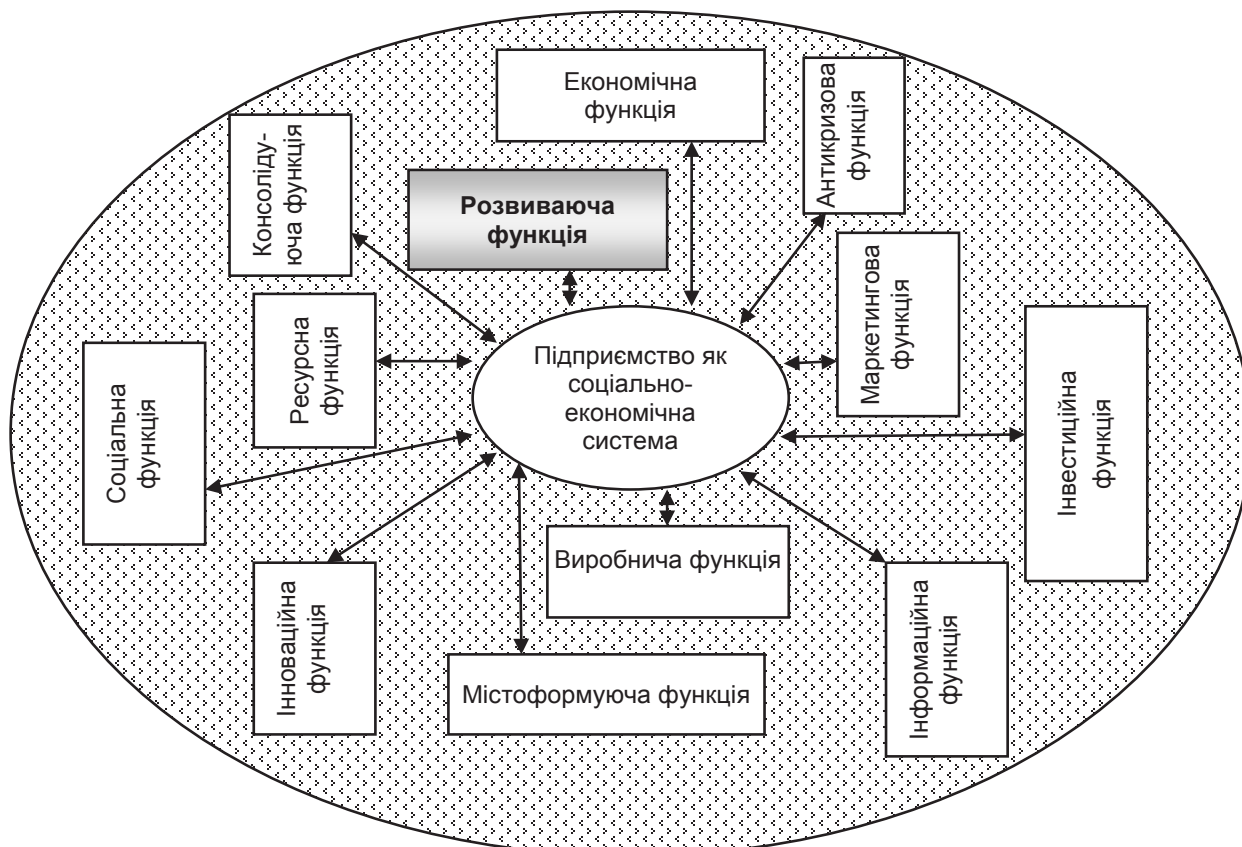 Економічна
функція
Антикризова
функція
Консоліду-
юча функція
Розвиваюча
функція
Маркетингова
функція
Ресурсна
функція
Підприємство як
соціально-
економічна
система
Інвестиційна
функція
Соціальна
функція
Виробнича функція
Інноваційна
функція
Інформаційна
функція
Містоформуюча функція